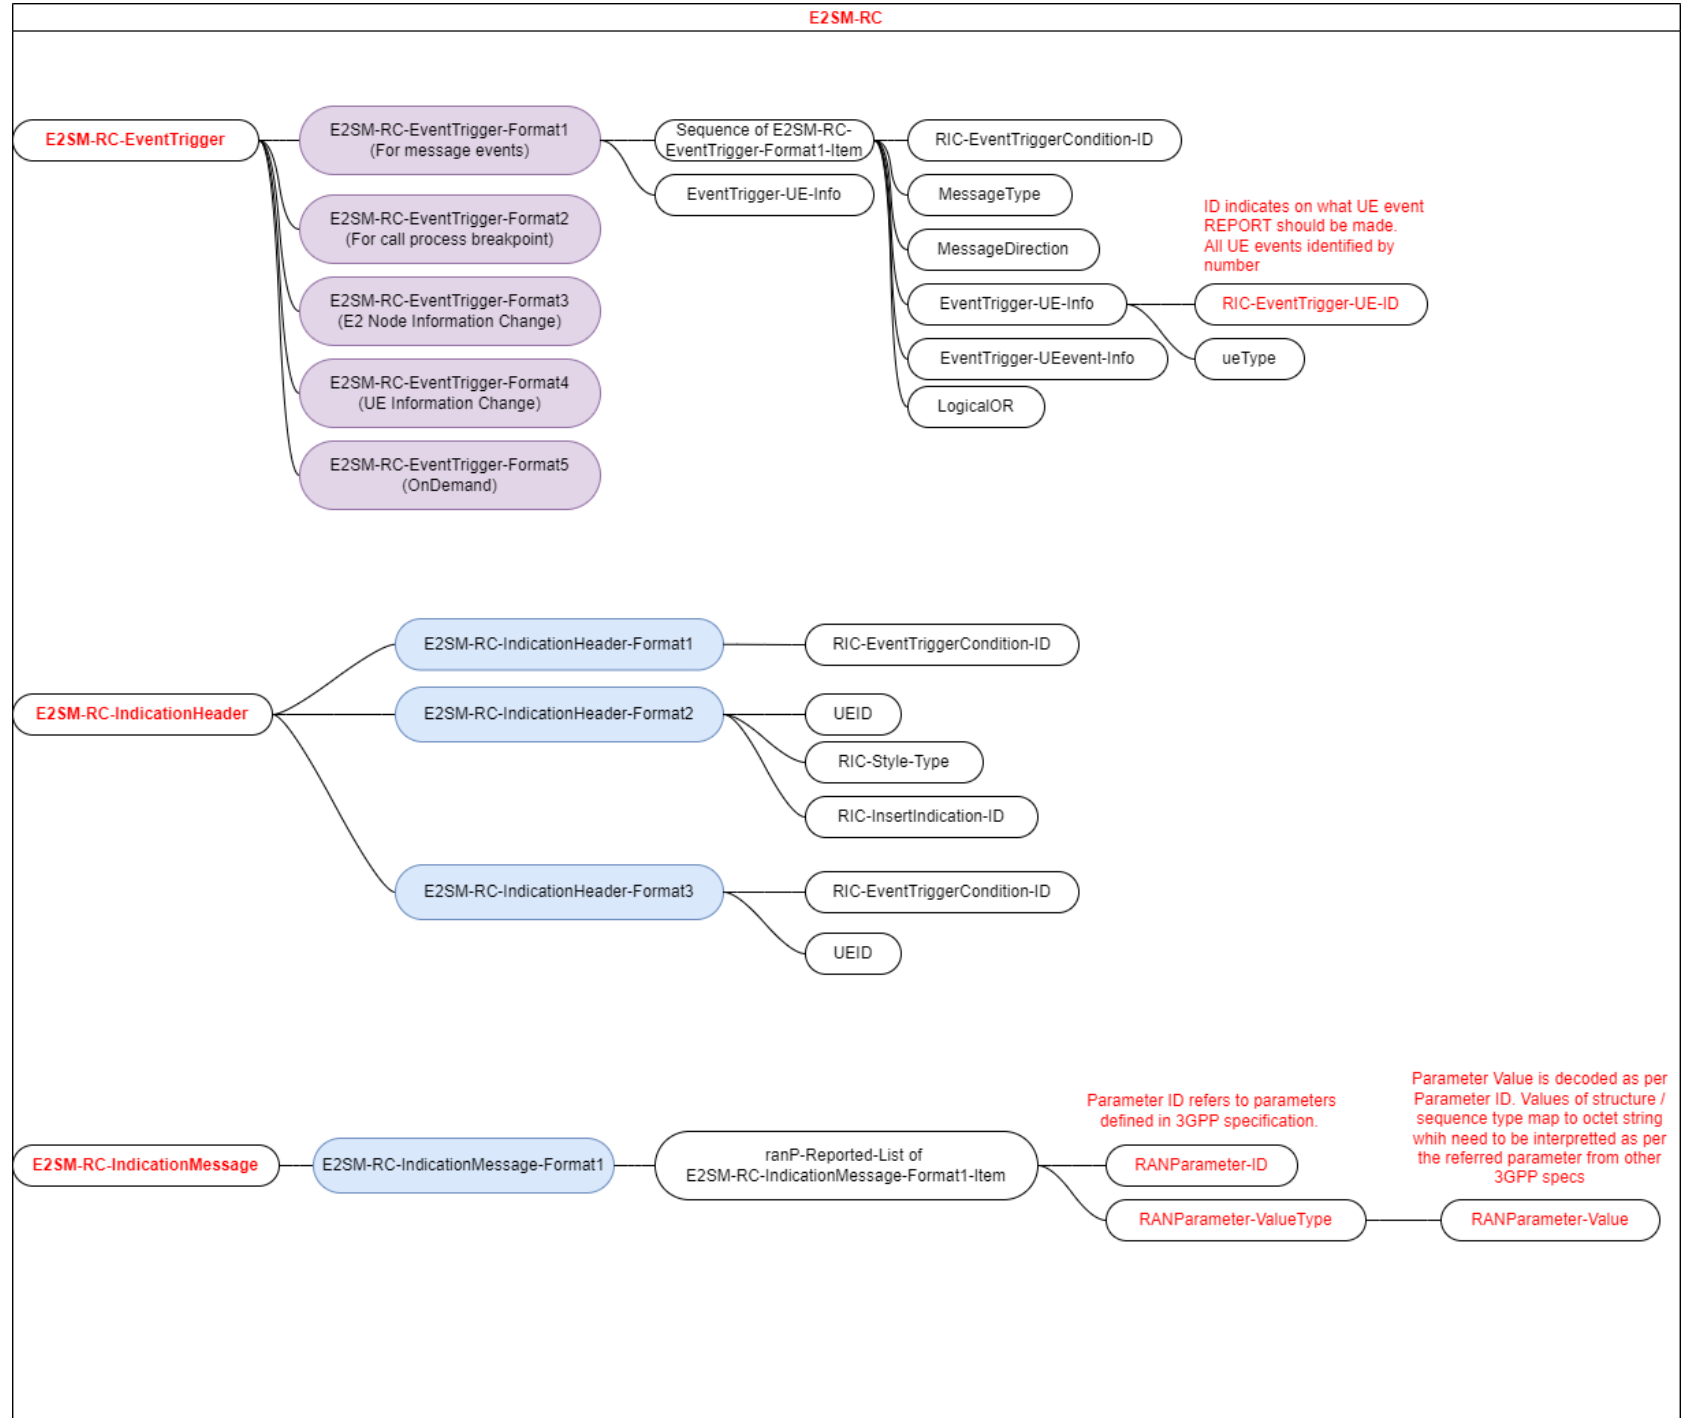 E2SM-RC
E2SM-RC-EventTrigger
E2SM-RC-EventTrigger-Format1
(For message events)
Sequence of E2SM-RC-
EventTrigger-Format1-Item
RIC-EventTriggerCondition-ID
EventTrigger-UE-Info
MessageType
E2SM-RC-EventTrigger-Format2
(For call process breakpoint)
MessageDirection
ID indicates on what UE event
REPORT should be made.
All UE events identified by
number
E2SM-RC-EventTrigger-Format3
(E2 Node Information Change)
EventTrigger-UE-Info
RIC-EventTrigger-UE-ID
EventTrigger-UEevent-Info
ueType
E2SM-RC-EventTrigger-Format4
(UE Information Change)
LogicalOR
E2SM-RC-EventTrigger-Format5
(OnDemand)
E2SM-RC-IndicationHeader
E2SM-RC-IndicationHeader-Format1
RIC-EventTriggerCondition-ID
E2SM-RC-IndicationHeader-Format2
UEID
RIC-Style-Type
RIC-InsertIndication-ID
E2SM-RC-IndicationHeader-Format3
RIC-EventTriggerCondition-ID
UEID
E2SM-RC-IndicationMessage
E2SM-RC-IndicationMessage-Format1
ranP-Reported-List of
E2SM-RC-IndicationMessage-Format1-Item
Parameter ID refers to parameters
defined in 3GPP specification.
RANParameter-ID
RANParameter-ValueType
Parameter Value is decoded as per
Parameter ID. Values of structure /
sequence type map to octet string
whih need to be interpretted as per
the referred parameter from other
3GPP specs
RANParameter-Value